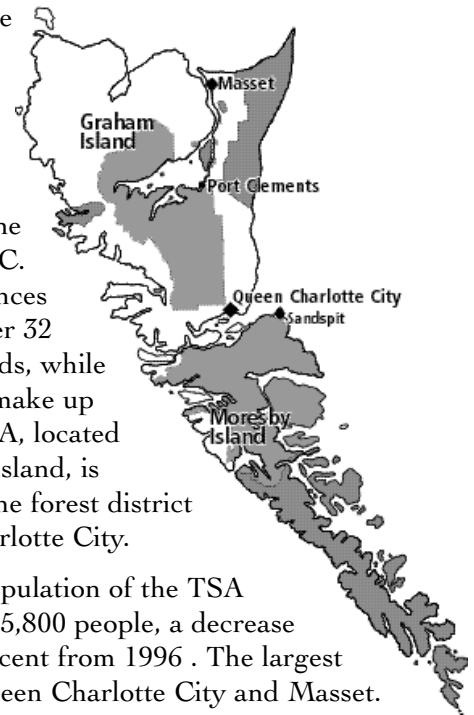 e
Masset
Graham
Island
Port Clements
ne
C.
Queen Charlotte City
nces
Sandspit
er 32
ds, while
make up
Moresby
Island
A, located
sland, is
he forest district
rlotte City.
pulation of the TSA
5,800 people, a decrease
cent from 1996 . The largest
een Charlotte City and Masset.